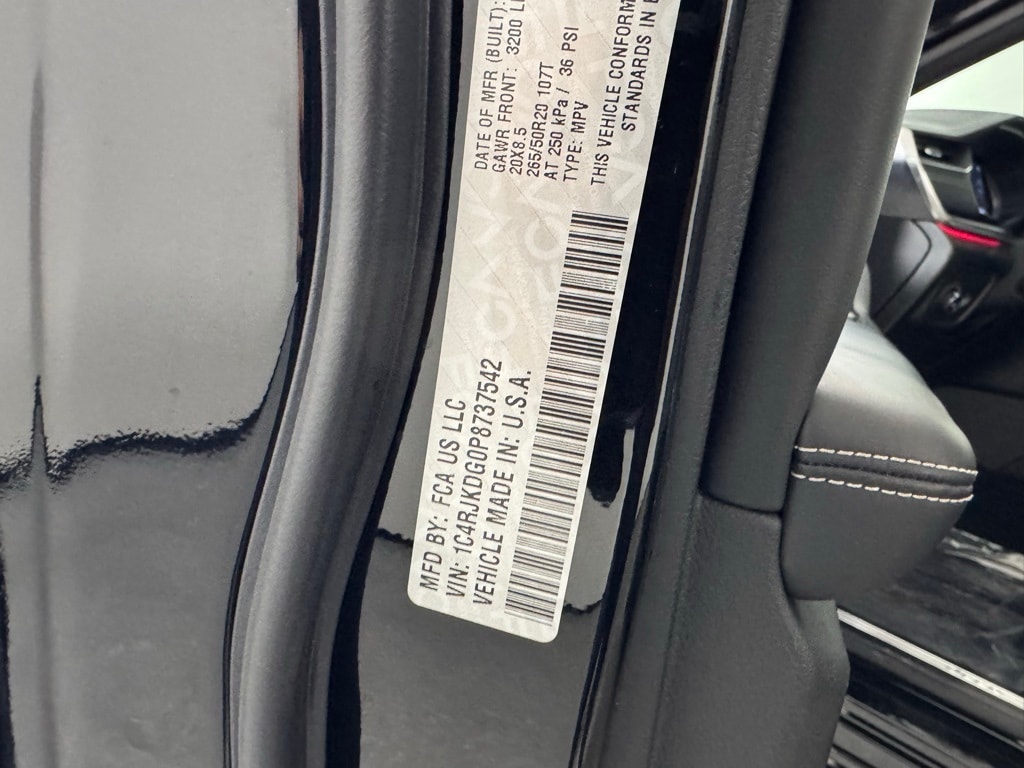 MFD BY: FCA US LLC
VIN: 1C4RJKDG0P8737542
VEHICLE MADE IN: U.S.A.
DATE OF MFR (BUILT):
GAWR FRONT: 3200
20X8.5
265/50R20 107T
AT 250 kPa / 36 PSI
TYPE: MPV
THIS VEHICLE CONFORM
STANDARDS IN